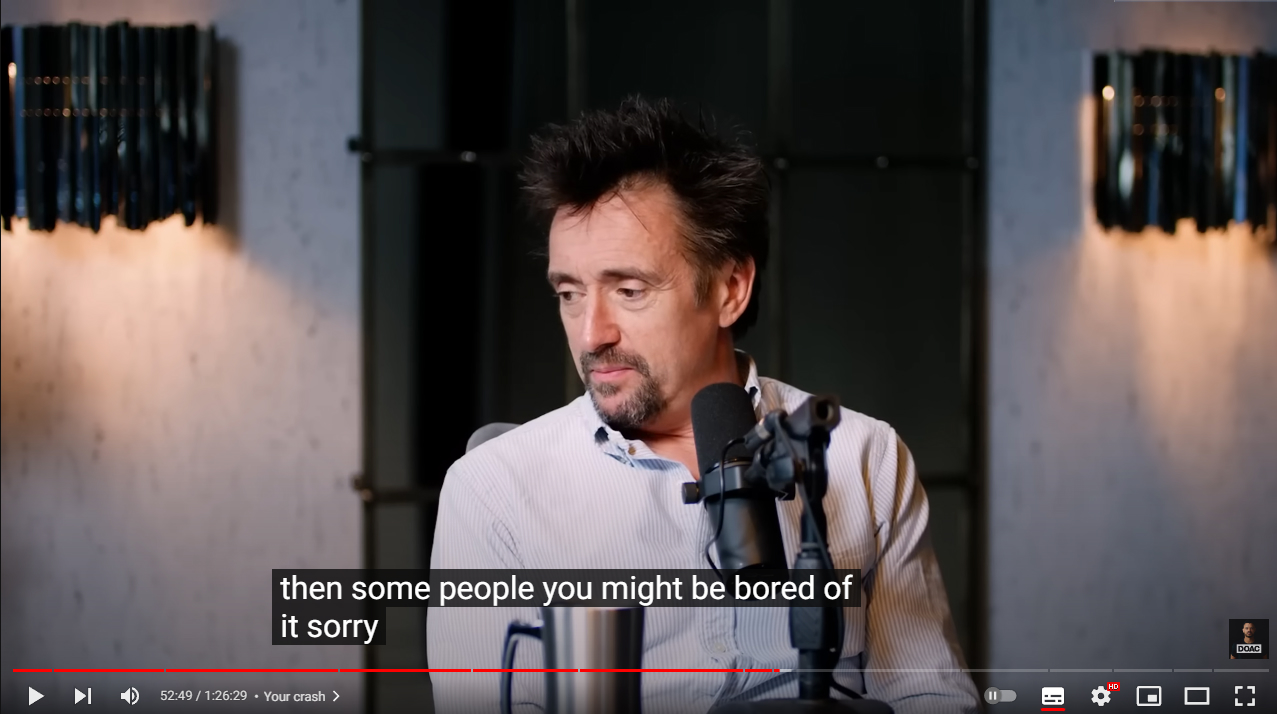 then some people you might be bored of
it sorry
DOAC
52:49 / 1:26:29 • Your crash >
HD